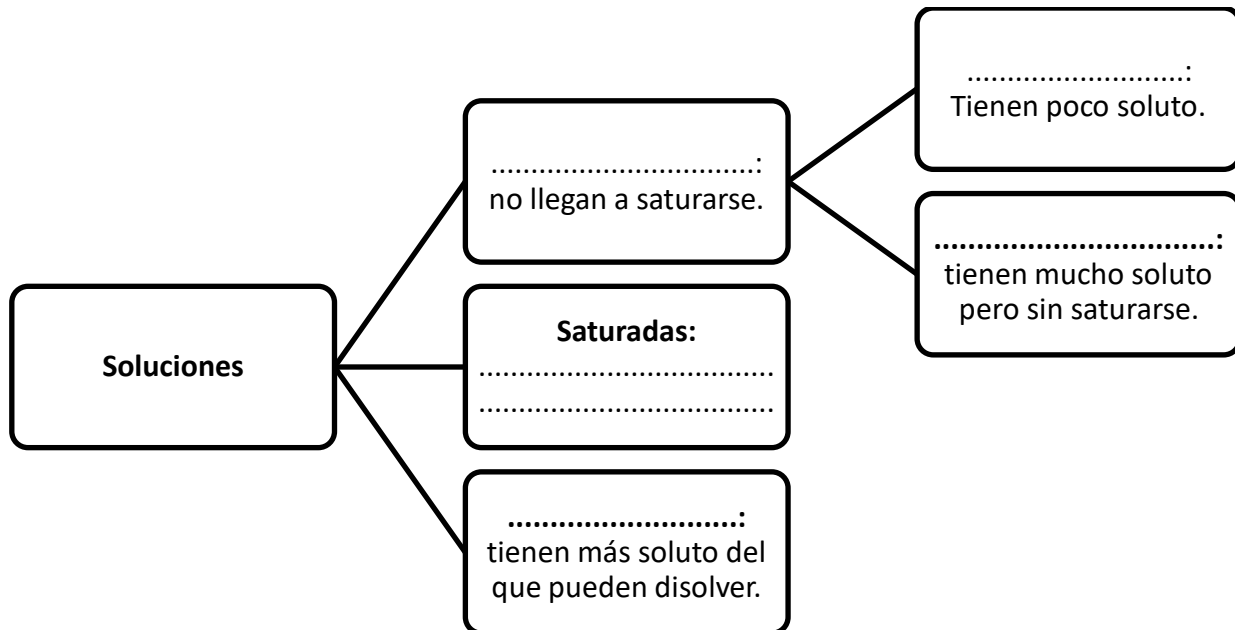 Soluciones
.................................:
no llegan a saturarse.
...........................:
Tienen poco soluto.
.................................:
tienen mucho soluto
pero sin saturarse.
Saturadas:
.....................................
.....................................
...........................:
tienen más soluto del
que pueden disolver.